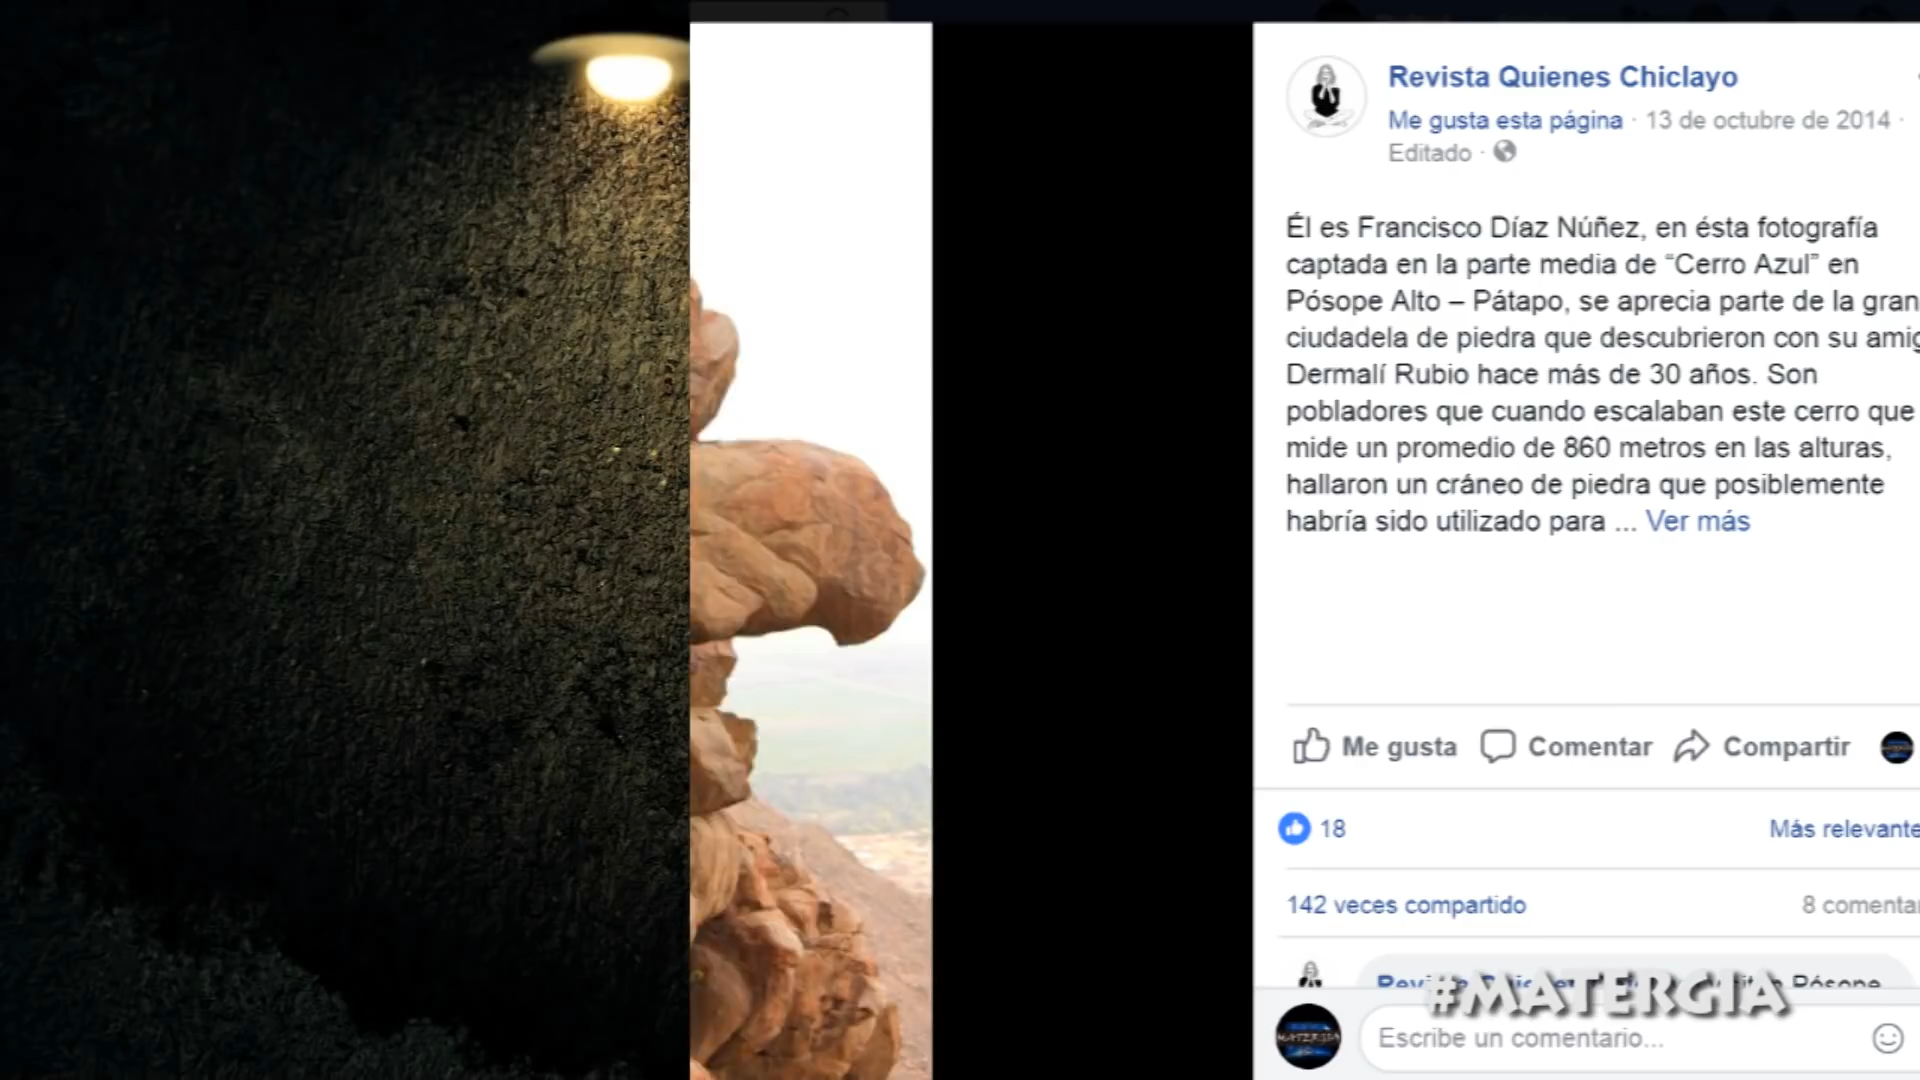 Revista Quienes Chiclayo
Me gusta esta página · 13 de octubre de 2014 ·
Editado ·
Él es Francisco Díaz Núñez, en ésta fotografía
captada en la parte media de “Cerro Azul” en
Pósope Alto – Pátapo, se aprecia parte de la gran
ciudadela de piedra que descubrieron con su amig
Dermalí Rubio hace más de 30 años. Son
pobladores que cuando escalaban este cerro que
mide un promedio de 860 metros en las alturas,
hallaron un cráneo de piedra que posiblemente
habría sido utilizado para ... Ver más
Me gusta Comentar Compartir
18 Más relevante
142 veces compartido 8 comentar
Pósope
#MATERGIA
Escribe un comentario...